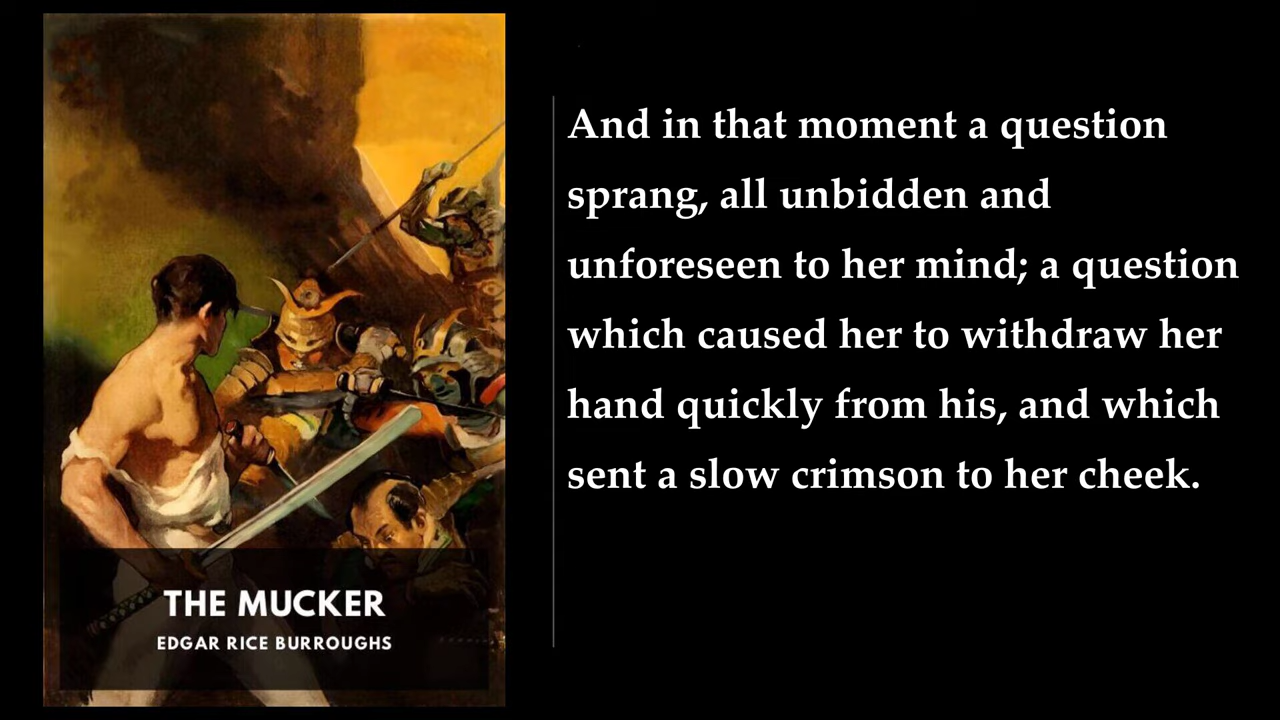 And in that moment a question
sprang, all unbidden and
unforeseen to her mind; a question
which caused her to withdraw her
hand quickly from his, and which
sent a slow crimson to her cheek.
THE MUCKER
EDGAR RICE BURROUGHS